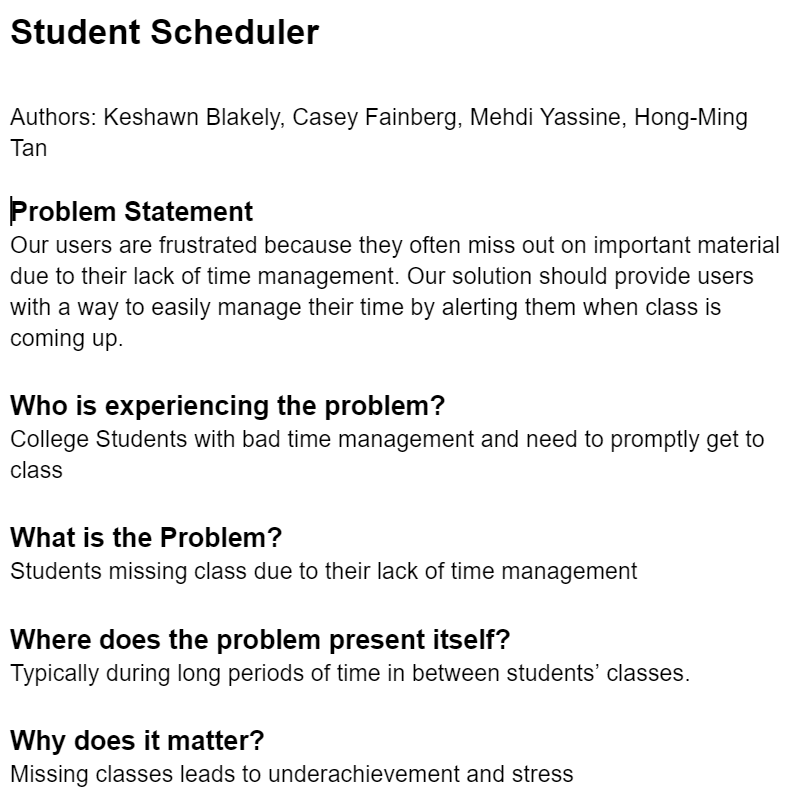 Student Scheduler
Authors: Keshawn Blakely, Casey Fainberg, Mehdi Yassine, Hong-Ming
Tan
Problem Statement
Our users are frustrated because they often miss out on important material
due to their lack of time management. Our solution should provide users
with a way to easily manage their time by alerting them when class is
coming up.
Who is experiencing the problem?
College Students with bad time management and need to promptly get to
class
What is the Problem?
Students missing class due to their lack of time management
Where does the problem present itself?
Typically during long periods of time in between students’ classes.
Why does it matter?
Missing classes leads to underachievement and stress